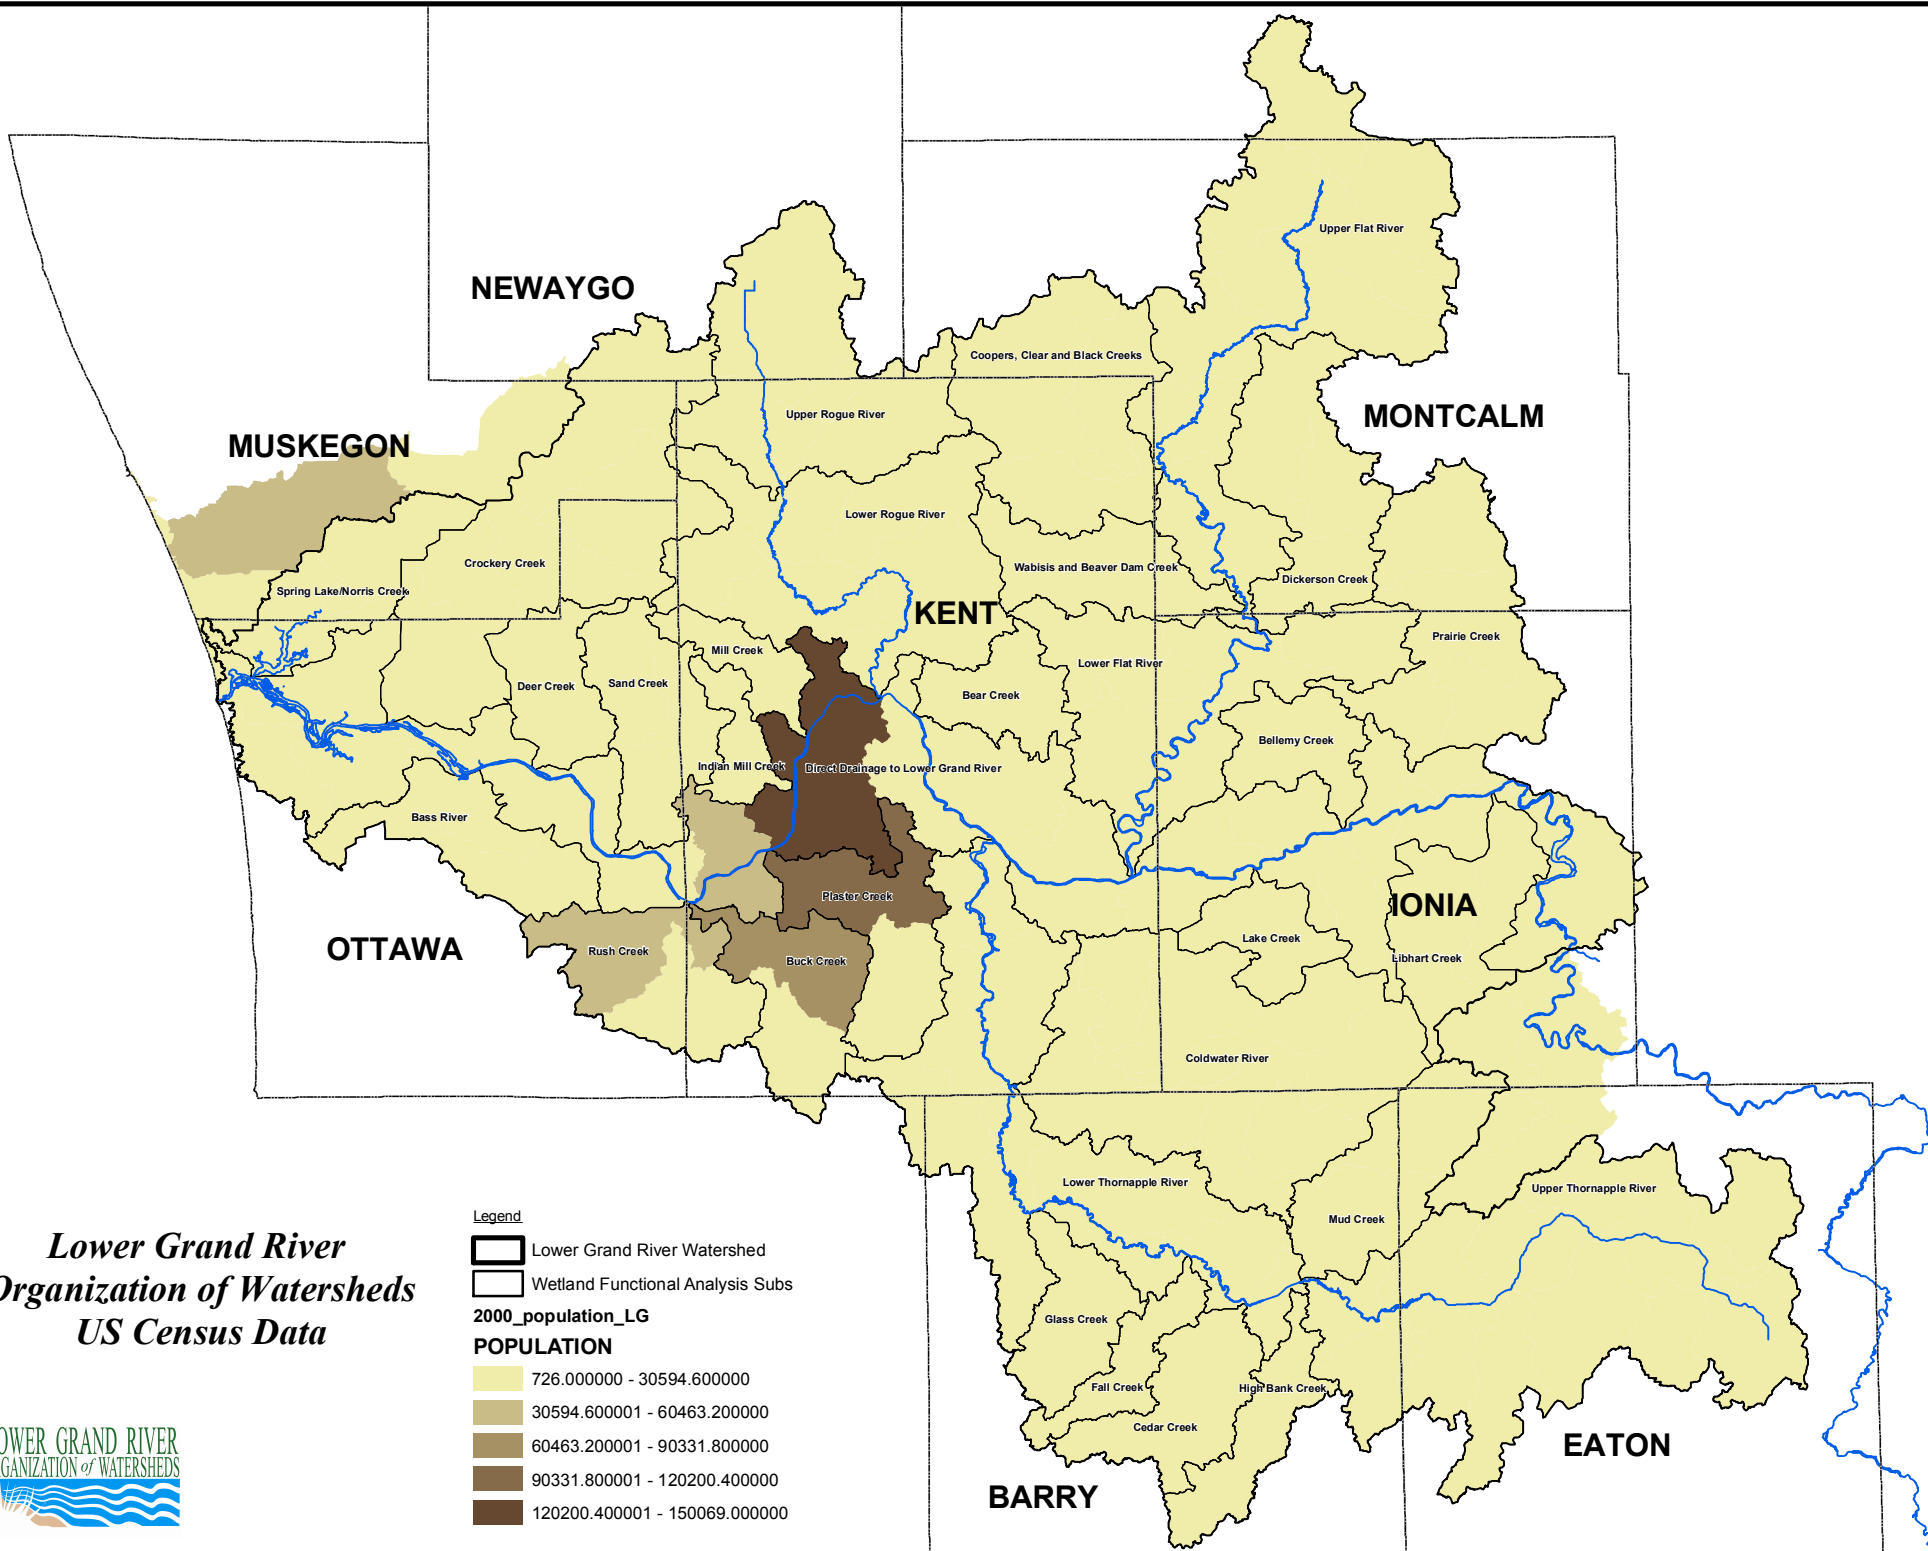 Upper Flat River
NEWAYGO
Coopers, Clear and Black Creeks
Upper Rogue River
MONTCALM
MUSKEGON
Lower Rogue River
Crockery Creek
Wabisis and Beaver Dam Creek
Dickerson Creek
Spring Lake/Norris Creek
KENT
Prairie Creek
Mill Creek
Lower Flat River
Deer Creek
Sand Creek
Bear Creek
Bellemy Creek
Indian Mill Creek
Direct Drainage to Lower Grand River
Bass River
Plaster Creek
IONIA
OTTAWA
Rush Creek
Buck Creek
Lake Creek
Libhart Creek
Coldwater River
Lower Thornapple River
Upper Thornapple River
Mud Creek
Glass Creek
Fall Creek
High Bank Creek
Cedar Creek
EATON
BARRY
Lower Grand River
Organization of Watersheds
US Census Data
Legend
Lower Grand River Watershed
Wetland Functional Analysis Subs
2000_population_LG
POPULATION
726.000000 - 30594.600000
30594.600001 - 60463.200000
60463.200001 - 90331.800000
90331.800001 - 120200.400000
120200.400001 - 150069.000000
OWER GRAND RIVER
GANIZATION of WATERSHEDS